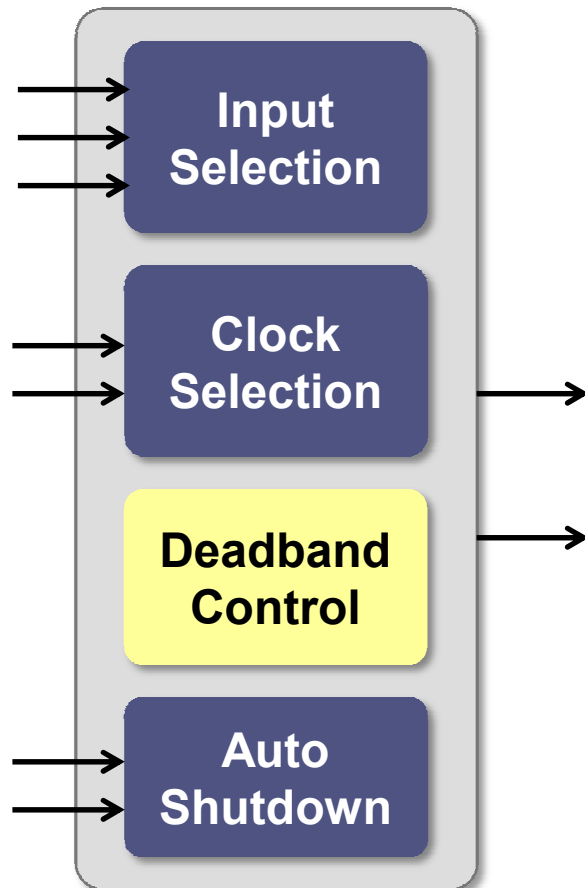 Input
Selection
Clock
Selection
Deadband
Control
Auto
Shutdown